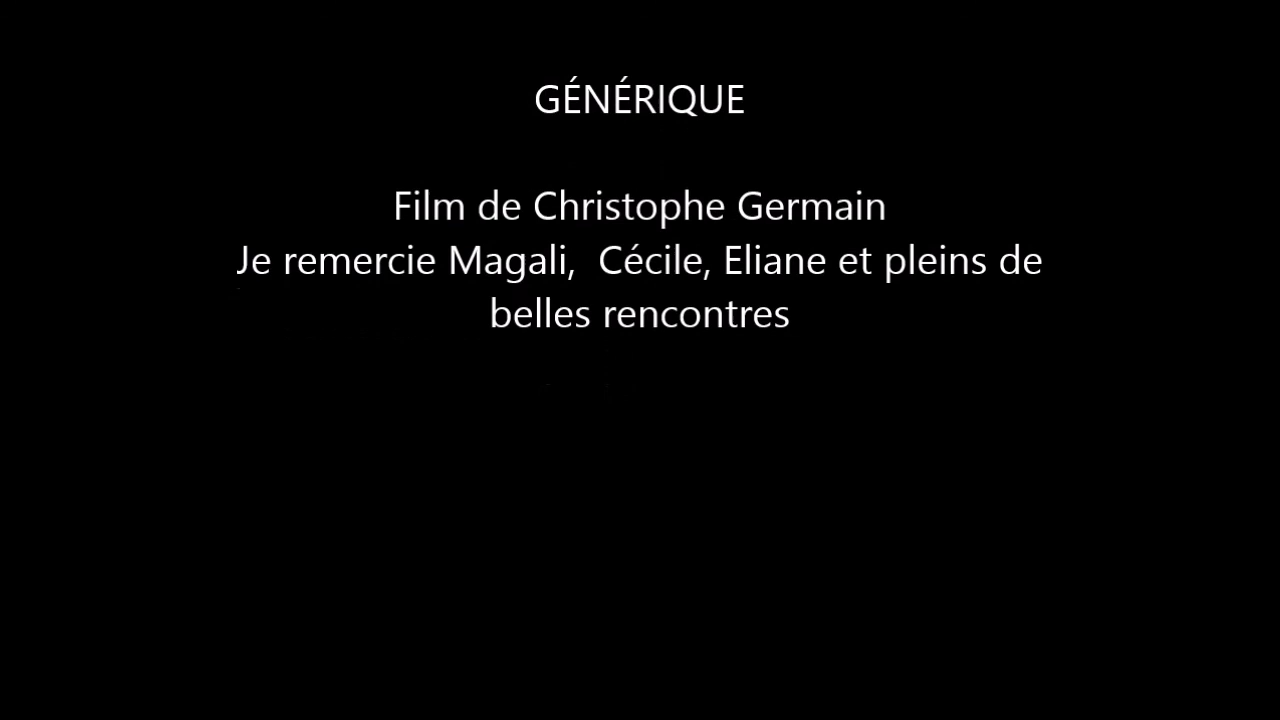 GÉNÉRIQUE
Film de Christophe Germain
Je remercie Magali,  Cécile, Eliane et pleins de
belles rencontres